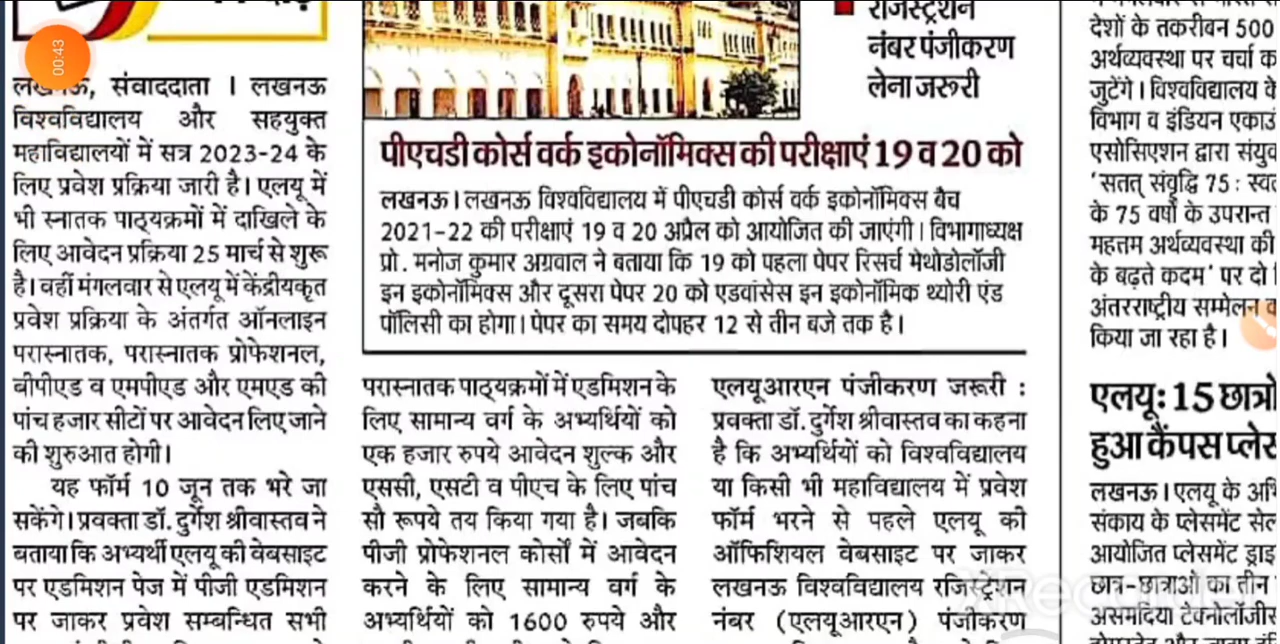 00:43
लखनऊ, संवाददाता । लखनऊ
विश्वविद्यालय और सहयुक्त
महाविद्यालयों में सत्र 2023-24 के
लिए प्रवेश प्रक्रिया जारी है। एलयू में
भी स्नातक पाठ्यक्रमों में दाखिले के
लिए आवेदन प्रक्रिया 25 मार्च से शुरू
है। वहीं मंगलवार से एलयू में केंद्रीयकृत
प्रवेश प्रक्रिया के अंतर्गत ऑनलाइन
परास्नातक, परास्नातक प्रोफेशनल,
बीपीएड व एमपीएड और एमएड की
पांच हजार सीटों पर आवेदन लिए जाने
की शुरुआत होगी।
यह फॉर्म 10 जून तक भरे जा
सकेंगे। प्रवक्ता डॉ. दुर्गेश श्रीवास्तव ने
बताया कि अभ्यर्थी एलयू की वेबसाइट
पर एडमिशन पेज में पीजी एडमिशन
पर जाकर प्रवेश सम्बन्धित सभी
रजिस्ट्रेशन
नंबर पंजीकरण
लेना जरूरी
पीएचडी कोर्स वर्क इकोनॉमिक्स की परीक्षाएं 19 व 20 को
लखनऊ। लखनऊ विश्वविद्यालय में पीएचडी कोर्स वर्क इकोनॉमिक्स बैच
2021-22 की परीक्षाएं 19 व 20 अप्रैल को आयोजित की जाएंगी। विभागाध्यक्ष
प्रो. मनोज कुमार अग्रवाल ने बताया कि 19 को पहला पेपर रिसर्च मेथोडोलॉजी
इन इकोनॉमिक्स और दूसरा पेपर 20 को एडवांसेस इन इकोनॉमिक थ्योरी एंड
पॉलिसी का होगा। पेपर का समय दोपहर 12 से तीन बजे तक है।
परास्नातक पाठ्यक्रमों में एडमिशन के
लिए सामान्य वर्ग के अभ्यर्थियों को
एक हजार रुपये आवेदन शुल्क और
एससी, एसटी व पीएच के लिए पांच
सौ रूपये तय किया गया है। जबकि
पीजी प्रोफेशनल कोर्सों में आवेदन
करने के लिए सामान्य वर्ग के
अभ्यर्थियों को 1600 रुपये और
एलयूआरएन पंजीकरण जरूरी :
प्रवक्ता डॉ. दुर्गेश श्रीवास्तव का कहना
है कि अभ्यर्थियों को विश्वविद्यालय
या किसी भी महाविद्यालय में प्रवेश
फॉर्म भरने से पहले एलयू की
ऑफिशियल वेबसाइट पर जाकर
लखनऊ विश्वविद्यालय रजिस्ट्रेशन
नंबर (एलयूआरएन) पंजीकरण
देशों के तकरीबन 500
अर्थव्यवस्था पर चर्चा
जुटेंगे। विश्वविद्यालय के
विभाग व इंडियन
एसोसिएशन द्वारा
'सतत् संवृद्धि 75 :
के 75 वर्षों के उपरान्त
महतम अर्थव्यवस्था की
के बढ़ते कदम' पर दो
अंतरराष्ट्रीय सम्मेलन
किया जा रहा है।
एलयू: 15 छात्रों
हुआ कैंपस
लखनऊ। एलयू के
संकाय के प्लेसमेंट सेल
आयोजित प्लेसमेंट ड्राइव
छात्र-छात्राओं का तीन
असमदिया
XRecorder